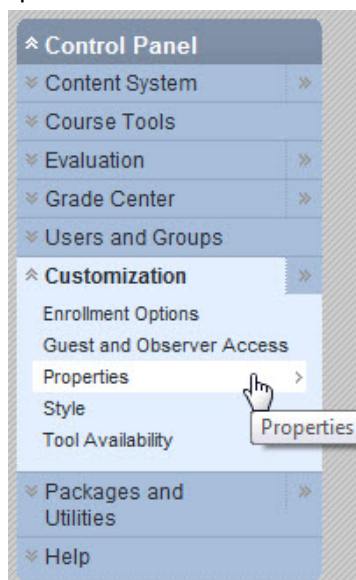 Control Panel
Content System
Course Tools
Evaluation
Grade Center
Users and Groups
Customization
Enrollment Options
Guest and Observer Access
Properties
Style
Properties
Tool Availability
Packages and
Utilities
Help